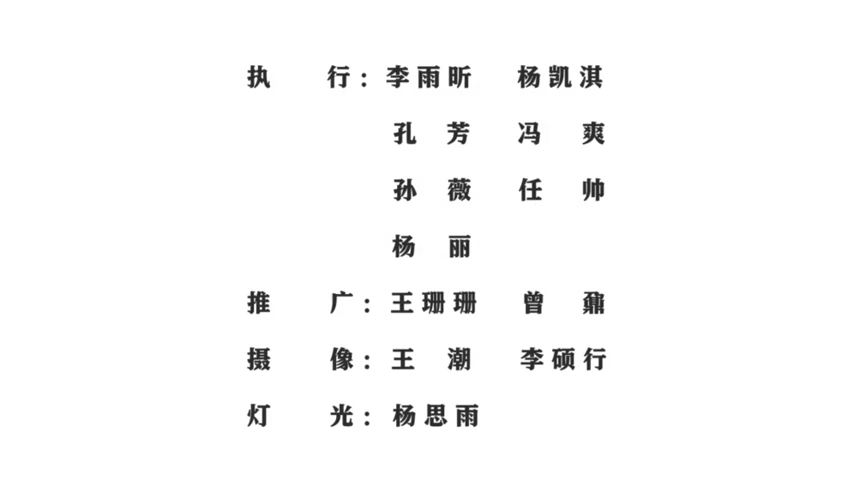 执 行：李雨昕 杨凯淇
孔 芳 冯 爽
孙 薇 任 帅
杨 丽
推 广：王珊珊 曾 鼐
摄 像：王 潮 李硕行
灯 光：杨思雨